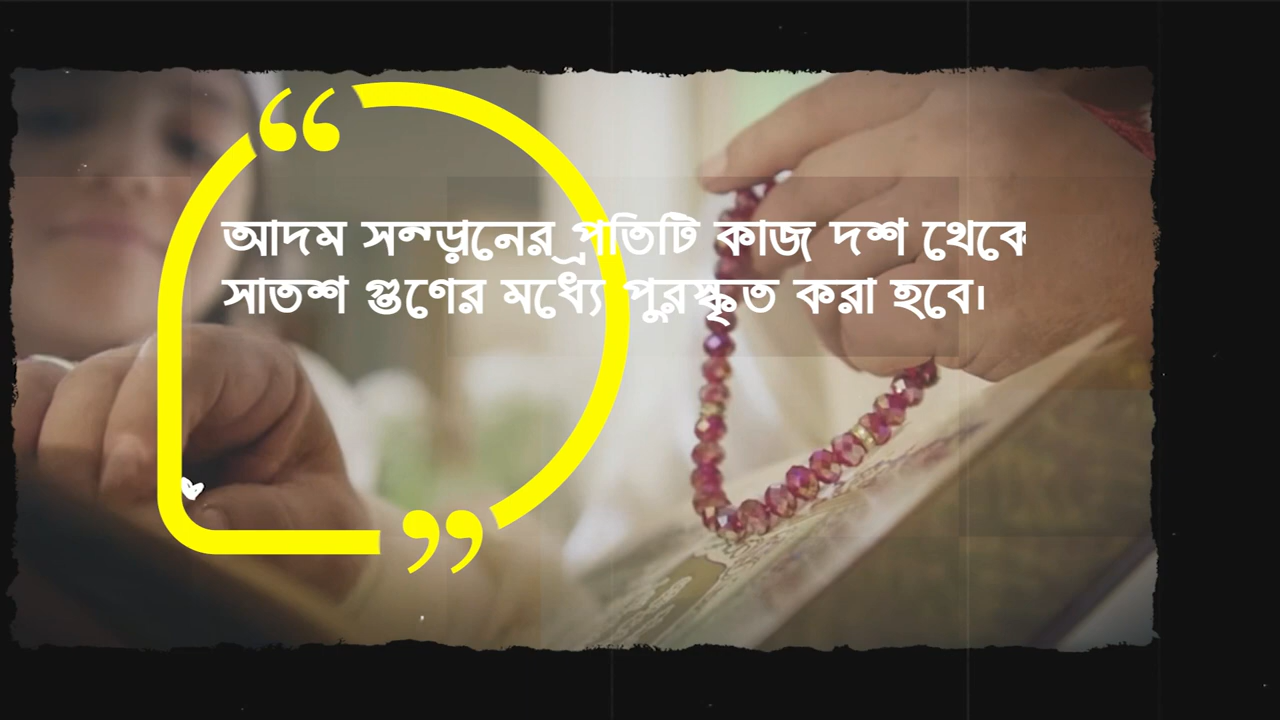 আদম সন্ড়ানের প্রতিটি কাজ দশ থেকে
সাতশ গুণের মধ্যে পুরস্কৃত করা হবে।